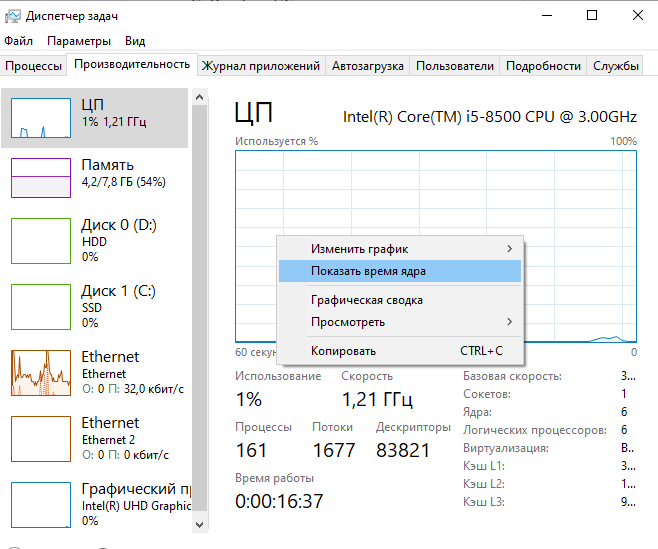 Диспетчер задач
Файл Параметры Вид
Процессы Производительность Журнал приложений Автозагрузка Пользователи Подробности Службы
ЦП
1% 1,21 ГГц
Память
4,2/7,8 ГБ (54%)
Диск 0 (D:)
HDD
0%
Диск 1 (C:)
SSD
0%
Ethernet
Ethernet
О: 0 П: 32,0 кбит/с
Ethernet
Ethernet 2
О: 0 П: 0 кбит/с
Графический п
Intel(R) UHD Graphic
0%
ЦП Intel(R) Core(TM) i5-8500 CPU @ 3.00GHz
Используется % 100%
Изменить график
Показать время ядра
Графическая сводка
Просмотреть
Копировать CTRL+C
60 секун 0
Использование Скорость
1% 1,21 ГГц
Процессы Потоки Дескрипторы
161 1677 83821
Время работы
0:00:16:37
Базовая скорость: 3...
Сокетов: 1
Ядра: 6
Логических процессоров: 6
Виртуализация: В..
Кэш L1: 3...
Кэш L2: 1...
Кэш L3: 9...